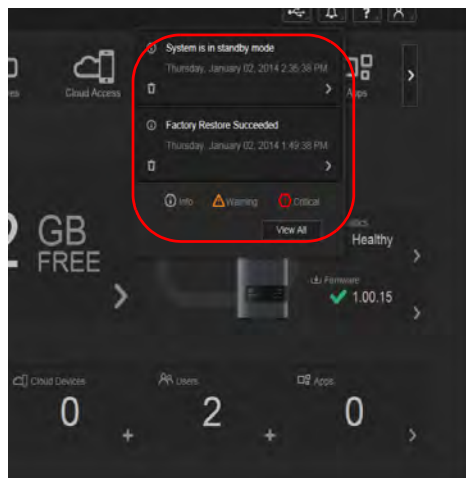 ?
System is in standby mode
Thursday, January 02, 2014 2:35:38 PM
Cloud Access
Apps
Factory Restore Succeeded
Thursday, January 02, 2014 1:49:38 PM
Info
Warning
Critical
View All
GB
FREE
Healthy
Firmware
1.00.15
Cloud Devices
0
+
Users
2
+
Apps
0